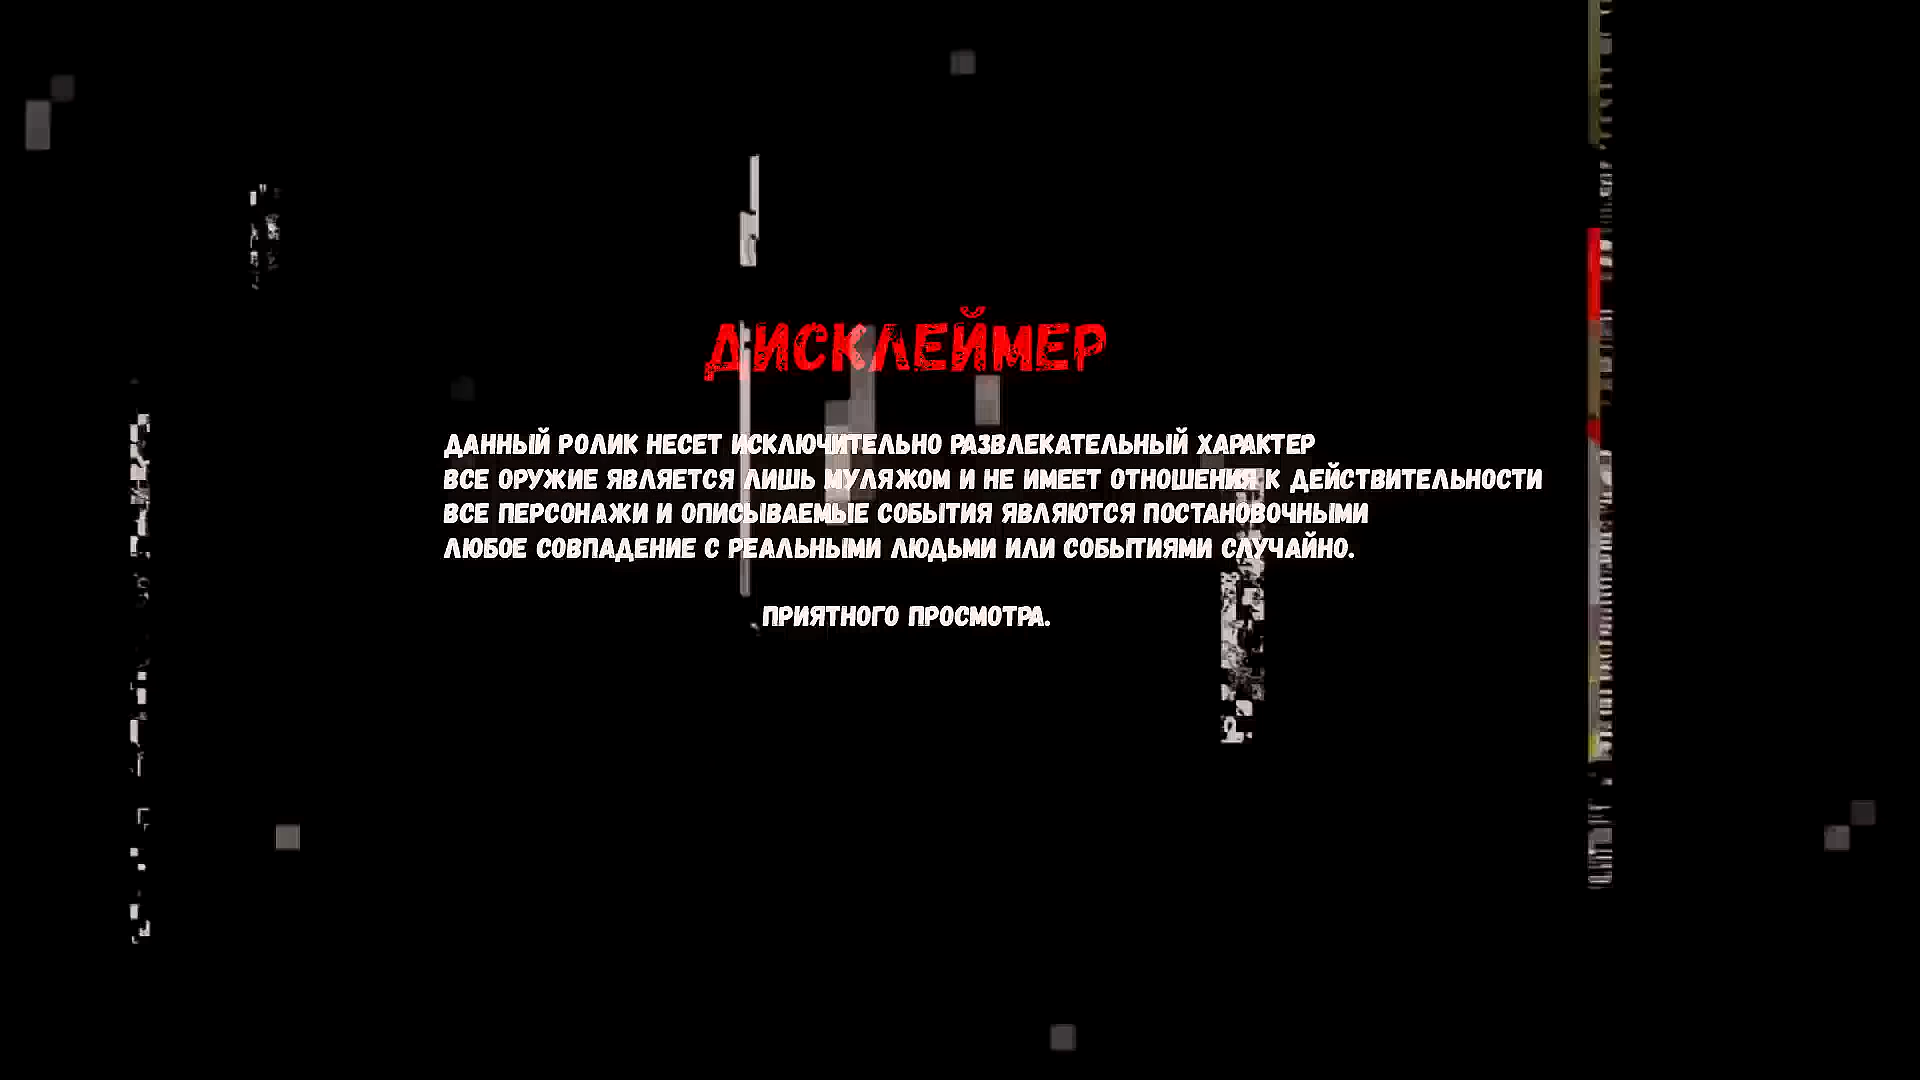 ДИСКЛЕЙМЕР
ДАННЫЙ РОЛИК НЕСЕТ ИСКЛЮЧИТЕЛЬНО РАЗВЛЕКАТЕЛЬНЫЙ ХАРАКТЕР
ВСЕ ОРУЖИЕ ЯВЛЯЕТСЯ ЛИШЬ МУЛЯЖОМ И НЕ ИМЕЕТ ОТНОШЕНИЯ К ДЕЙСТВИТЕЛЬНОСТИ
ВСЕ ПЕРСОНАЖИ И ОПИСЫВАЕМЫЕ СОБЫТИЯ ЯВЛЯЮТСЯ ПОСТАНОВОЧНЫМИ
ЛЮБОЕ СОВПАДЕНИЕ С РЕАЛЬНЫМИ ЛЮДЬМИ ИЛИ СОБЫТИЯМИ СЛУЧАЙНО.
ПРИЯТНОГО ПРОСМОТРА.